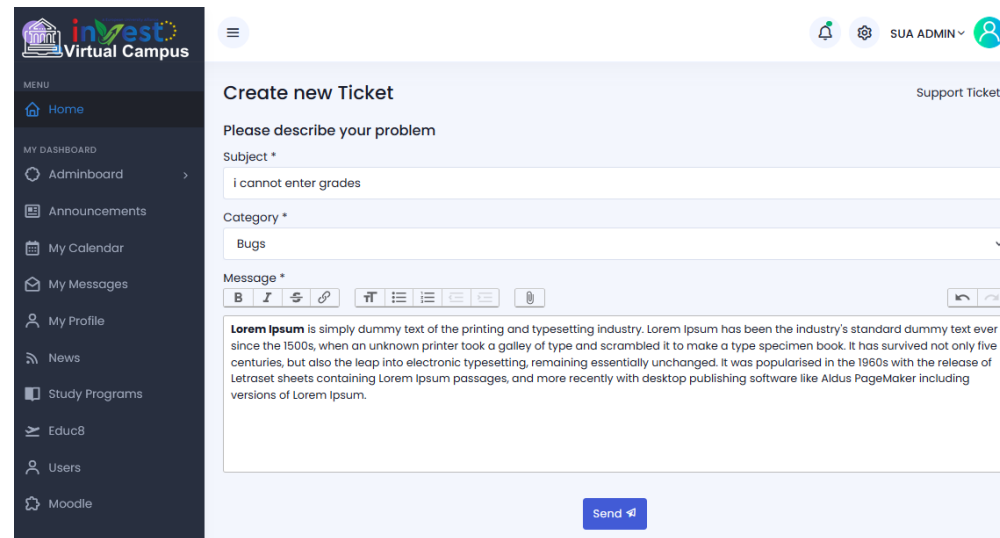 invest
Virtual Campus
SUA ADMIN
MENU
Home
MY DASHBOARD
Adminboard
Announcements
My Calendar
My Messages
My Profile
News
Study Programs
Educ8
Users
Moodle
Create new Ticket
Support Ticket
Please describe your problem
Subject *
i cannot enter grades
Category *
Bugs
Message *
Lorem Ipsum is simply dummy text of the printing and typesetting industry. Lorem Ipsum has been the industry's standard dummy text ever
since the 1500s, when an unknown printer took a galley of type and scrambled it to make a type specimen book. It has survived not only five
centuries, but also the leap into electronic typesetting, remaining essentially unchanged. It was popularised in the 1960s with the release of
Letraset sheets containing Lorem Ipsum passages, and more recently with desktop publishing software like Aldus PageMaker including
versions of Lorem Ipsum.
Send